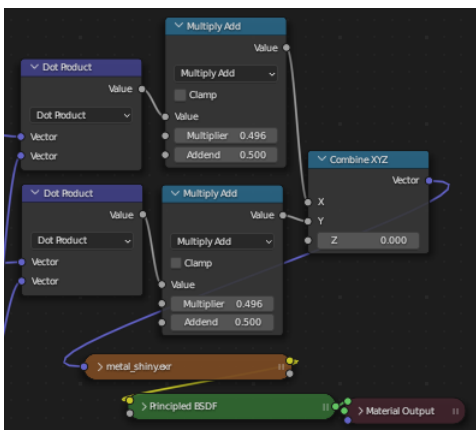 Multiply Add
Value
Multiply Add
Clamp
Value
Multiplier 0.496
Addend 0.500
Dot Product
Value
Dot Product
Vector
Vector
Combine XYZ
Vector
X
Y
Z 0.000
Dot Product
Value
Dot Product
Vector
Vector
Multiply Add
Value
Multiply Add
Clamp
Value
Multiplier 0.496
Addend 0.500
metal_shiny.exr
Principled BSDF
Material Output